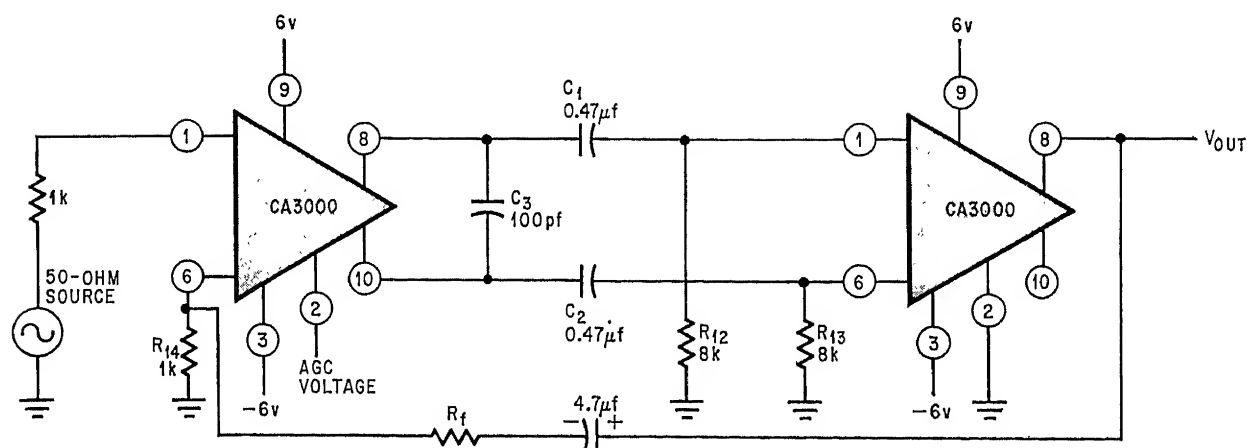 6v
6v
9
9
C1
0.47μf
1
8
1
8
VOUT
1k
CA3000
C3
100pf
CA3000
6
10
6
10
50-OHM
SOURCE
C2
0.47μf
2
2
3
3
R14
1k
R12
8k
R13
8k
AGC
VOLTAGE
-6v
-6v
4.7μf
Rf
- +